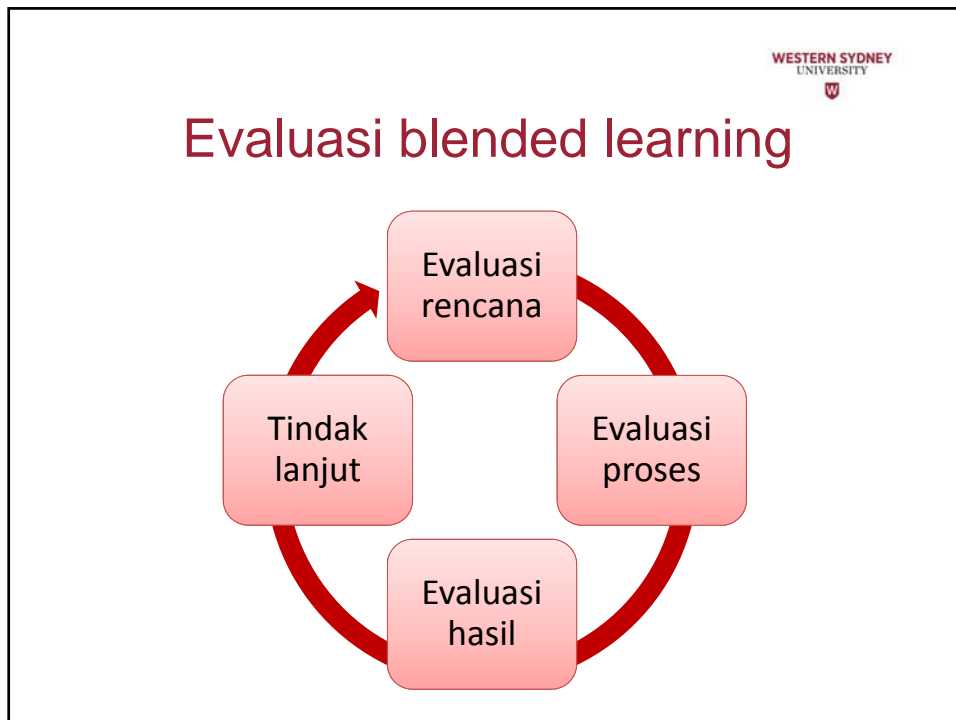 WESTERN SYDNEY
UNIVERSITY
W
Evaluasi blended learning
Evaluasi
rencana
Evaluasi
proses
Evaluasi
hasil
Tindak
lanjut